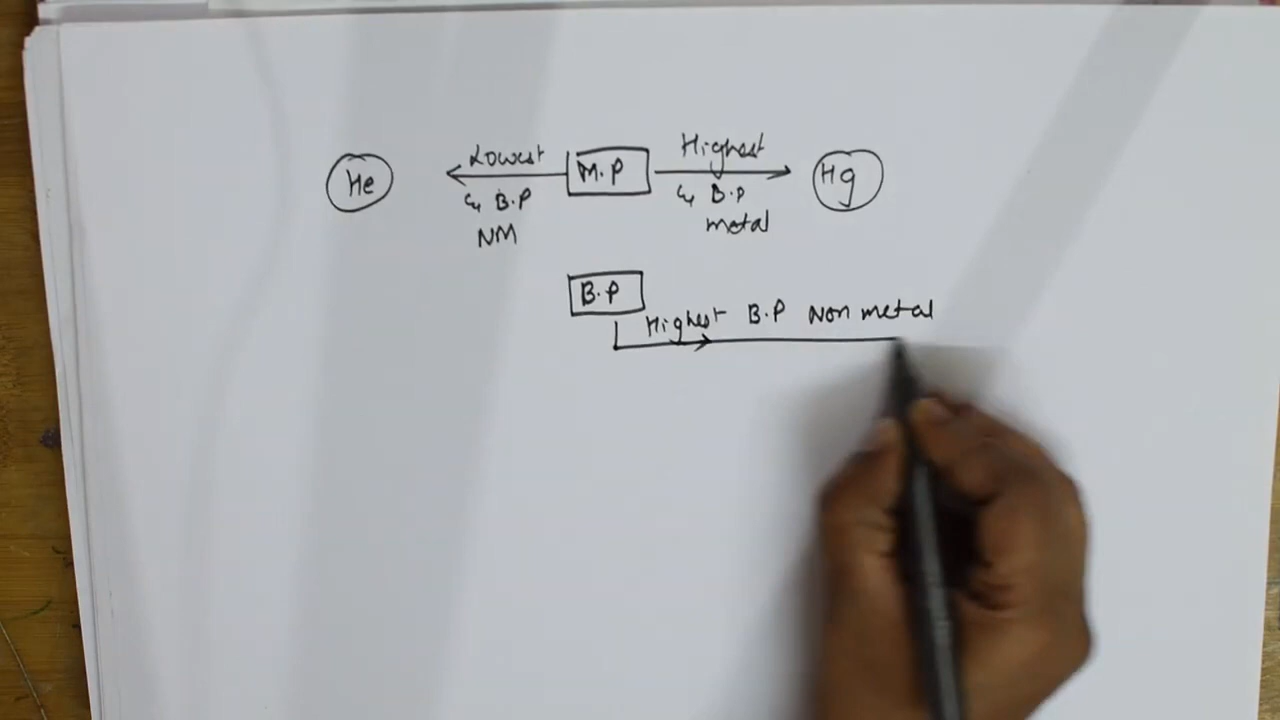 He Lowest M.P Highest Hg
& B.P & B.P
NM metal
B.P
Highest B.P Non metal